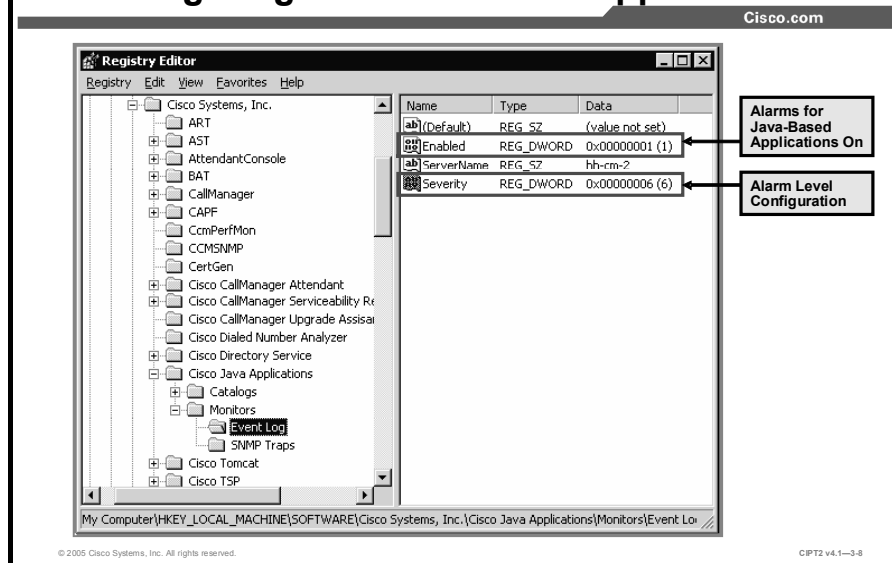 Cisco.com
Registry Editor
Registry Edit View Favorites Help
Cisco Systems, Inc.
ART
AST
AttendantConsole
BAT
CallManager
CAPF
CcmPerfMon
CCMSNMP
CertGen
Cisco CallManager Attendant
Cisco CallManager Serviceability Re
Cisco CallManager Upgrade Assisa
Cisco Dialed Number Analyzer
Cisco Directory Service
Cisco Java Applications
Catalogs
Monitors
Event Log
SNMP Traps
Cisco Tomcat
Cisco TSP
Name Type Data
(Default) REG_SZ (value not set)
Enabled REG_DWORD 0x00000001 (1)
ServerName REG_SZ hh-cm-2
Severity REG_DWORD 0x00000006 (6)
Alarms for
Java-Based
Applications On
Alarm Level
Configuration
My Computer\HKEY_LOCAL_MACHINE\SOFTWARE\Cisco Systems, Inc.\Cisco Java Applications\Monitors\Event Lo
© 2005 Cisco Systems, Inc. All rights reserved.
CIPT2 v4.1—3-8